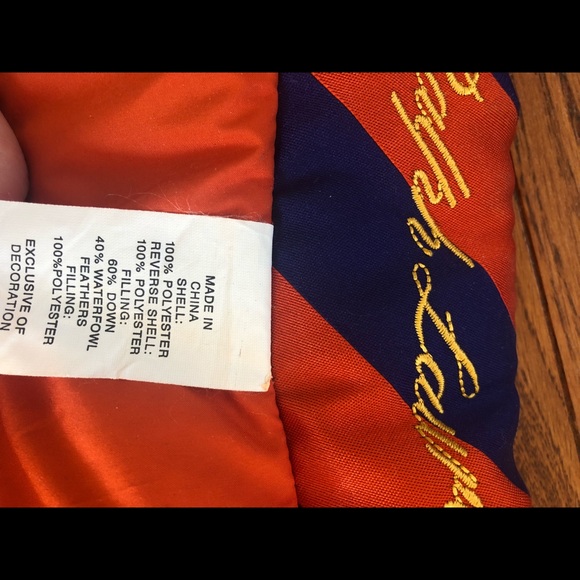 MADE IN
CHINA
SHELL:
100% POLYESTER
REVERSE SHELL:
100% POLYESTER
FILLING:
60% DOWN
40% WATERFOWL
FEATHERS
FILLING:
100%POLYESTER
EXCLUSIVE OF
DECORATION